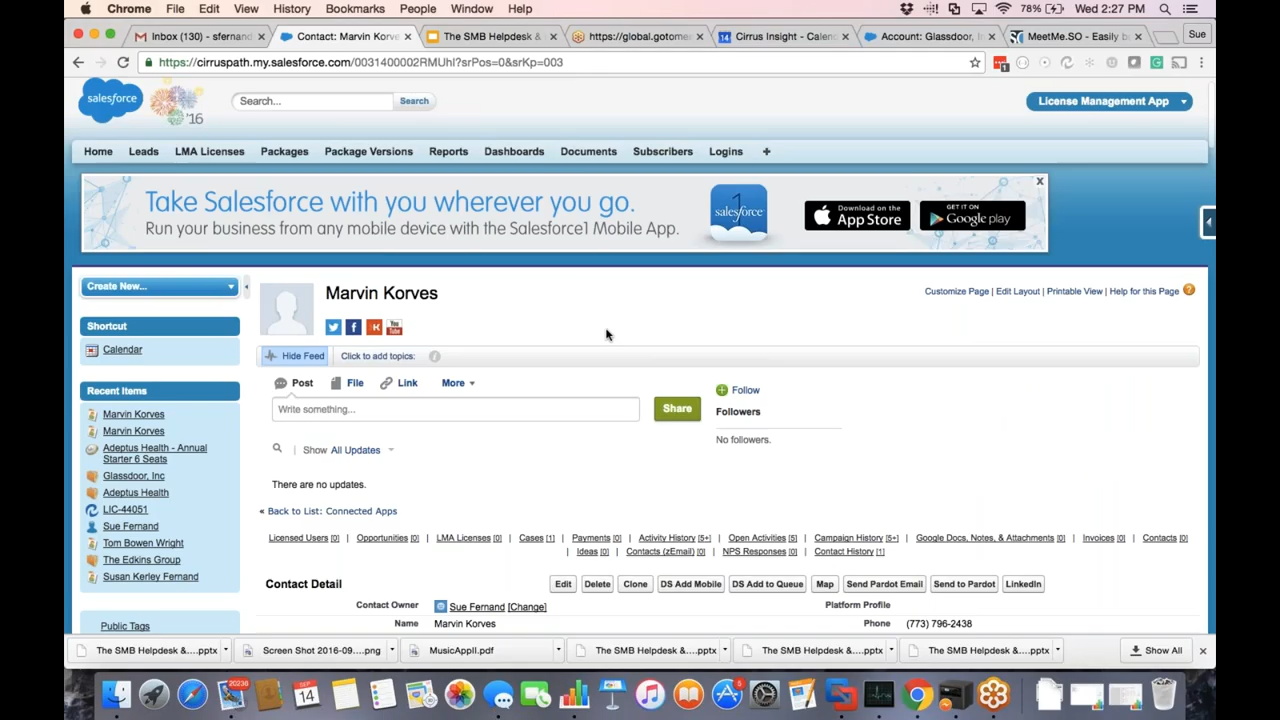 Chrome File Edit View History Bookmarks People Window Help 78% Wed 2:27 PM
Inbox (130) - sfernand × Contact: Marvin Korve × The SMB Helpdesk & × https://global.gotome × Cirrus Insight - Calen × Account: Glassdoor, I × MeetMe.SO - Easily b × Sue
https://cirruspath.my.salesforce.com/0031400002RMUhl?srPos=0&srKp=003
salesforce '16 Search... Search License Management App
Home Leads LMA Licenses Packages Package Versions Reports Dashboards Documents Subscribers Logins +
Take Salesforce with you wherever you go.
Run your business from any mobile device with the Salesforce1 Mobile App.
1
salesforce
Download on the
App Store
GET IT ON
Google play
X
Create New...
Shortcut
Calendar
Recent Items
Marvin Korves
Marvin Korves
Adeptus Health - Annual
Starter 6 Seats
Glassdoor, Inc
Adeptus Health
LIC-44051
Sue Fernand
Tom Bowen Wright
The Edkins Group
Susan Kerley Fernand
Public Tags
Marvin Korves
Customize Page | Edit Layout | Printable View | Help for this Page ?
You Tube
Hide Feed Click to add topics:
Post File Link More
Write something... Share
Follow
Followers
No followers.
Show All Updates
There are no updates.
« Back to List: Connected Apps
Licensed Users [0] | Opportunities [0] | LMA Licenses [0] | Cases [1] | Payments [0] | Activity History [5+] | Open Activities [5] | Campaign History [5+] | Google Docs, Notes, & Attachments [0] | Invoices [0] | Contacts [0]
| Ideas [0] | Contacts (zEmail) [0] | NPS Responses [0] | Contact History [1]
Contact Detail Edit Delete Clone DS Add Mobile DS Add to Queue Map Send Pardot Email Send to Pardot LinkedIn
Contact Owner Sue Fernand [Change] Platform Profile
Name Marvin Korves Phone (773) 796-2438
The SMB Helpdesk &....pptx Screen Shot 2016-09....png MusicAppII.pdf The SMB Helpdesk &....pptx The SMB Helpdesk &....pptx The SMB Helpdesk &....pptx Show All ×
20236 SEP 14 5